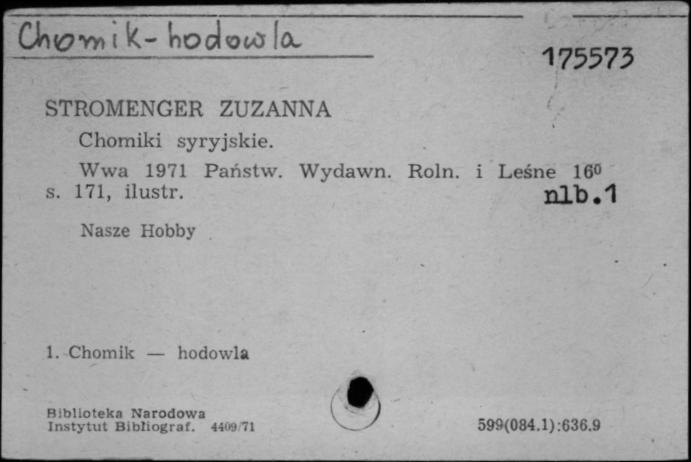 Chomik-hodowla
175573
STROMENGER ZUZANNA
Chomiki syryjskie.
Wwa 1971 Państw. Wydawn. Roln. i Leśne 16⁰
s. 171, ilustr. nlb.1
Nasze Hobby
1. Chomik — hodowla
Biblioteka Narodowa
Instytut Bibliograf. 4409/71
599(084.1):636.9